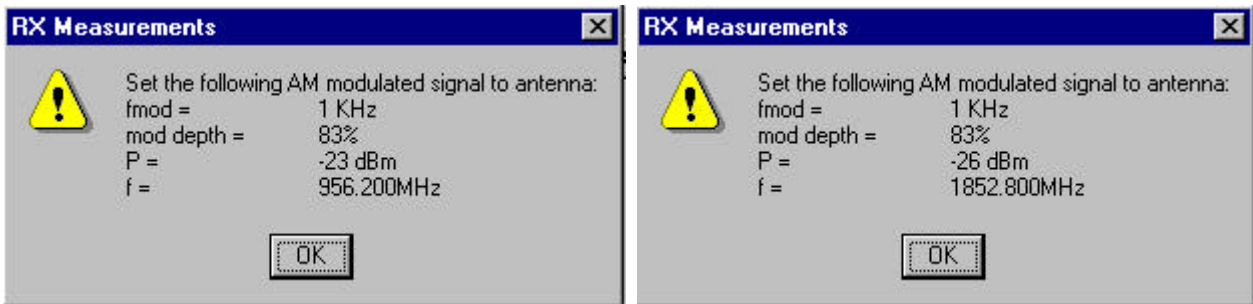 RX Measurements
Set the following AM modulated signal to antenna:
fmod = 1 KHz
mod depth = 83%
P = -23 dBm
f = 956.200MHz
OK
RX Measurements
Set the following AM modulated signal to antenna:
fmod = 1 KHz
mod depth = 83%
P = -26 dBm
f = 1852.800MHz
OK